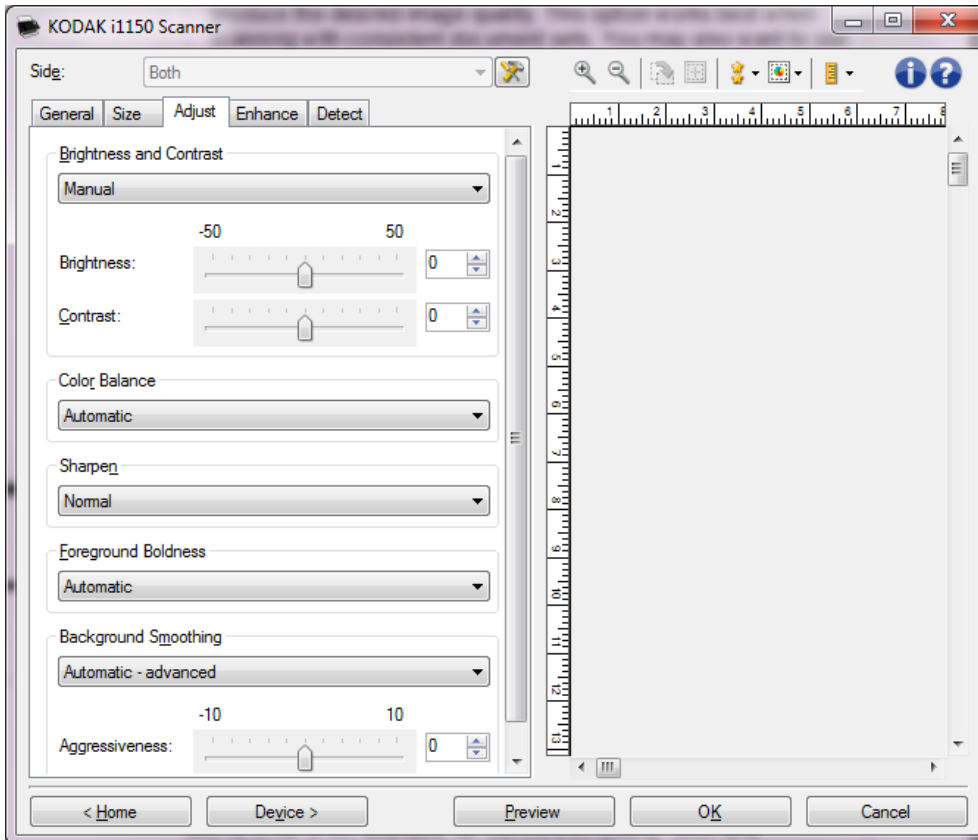 KODAK i1150 Scanner
Side: Both
General Size Adjust Enhance Detect
Brightness and Contrast
Manual
-50 50
Brightness: 0
Contrast: 0
Color Balance
Automatic
Sharpen
Normal
Foreground Boldness
Automatic
Background Smoothing
Automatic - advanced
-10 10
Aggressiveness: 0
1 2 3 4 5 6 7 8
1
2
3
4
5
6
7
8
9
10
11
12
13
< Home Device > Preview OK Cancel